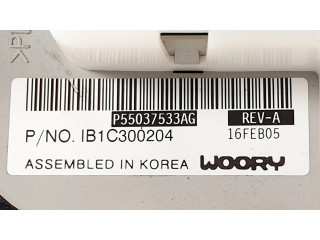 P55037533AG REV-A
P/NO. IB1C300204 16FEB05
ASSEMBLED IN KOREA WOORY